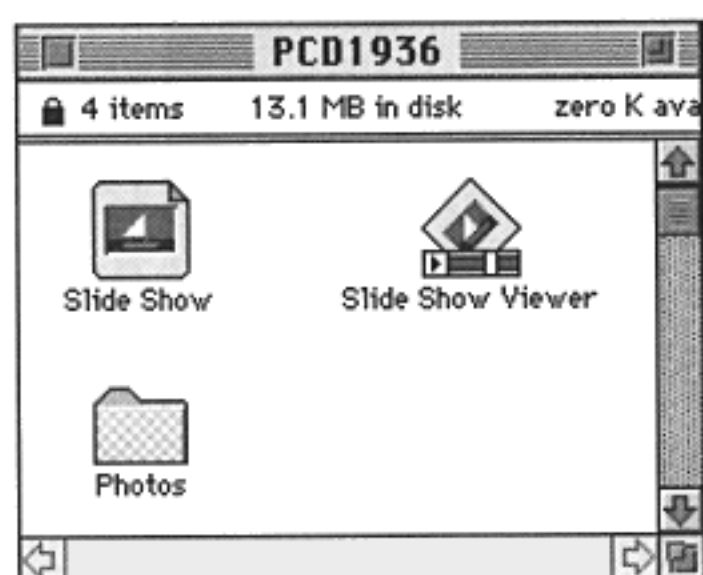 PCD1936
4 items 13.1 MB in disk zero K ava
Slide Show Slide Show Viewer
Photos